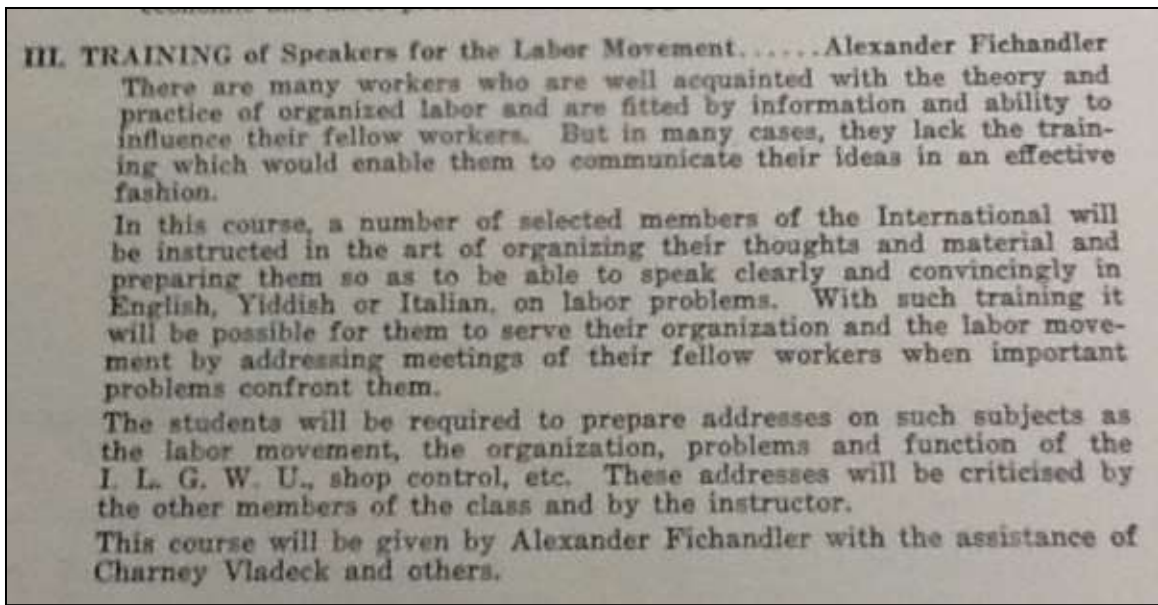 III. TRAINING of Speakers for the Labor Movement......Alexander Fichandler
There are many workers who are well acquainted with the theory and
practice of organized labor and are fitted by information and ability to
influence their fellow workers. But in many cases, they lack the train-
ing which would enable them to communicate their ideas in an effective
fashion.
In this course, a number of selected members of the International will
be instructed in the art of organizing their thoughts and material and
preparing them so as to be able to speak clearly and convincingly in
English, Yiddish or Italian, on labor problems. With such training it
will be possible for them to serve their organization and the labor move-
ment by addressing meetings of their fellow workers when important
problems confront them.
The students will be required to prepare addresses on such subjects as
the labor movement, the organization, problems and function of the
I. L. G. W. U., shop control, etc. These addresses will be criticised by
the other members of the class and by the instructor.
This course will be given by Alexander Fichandler with the assistance of
Charney Vladeck and others.